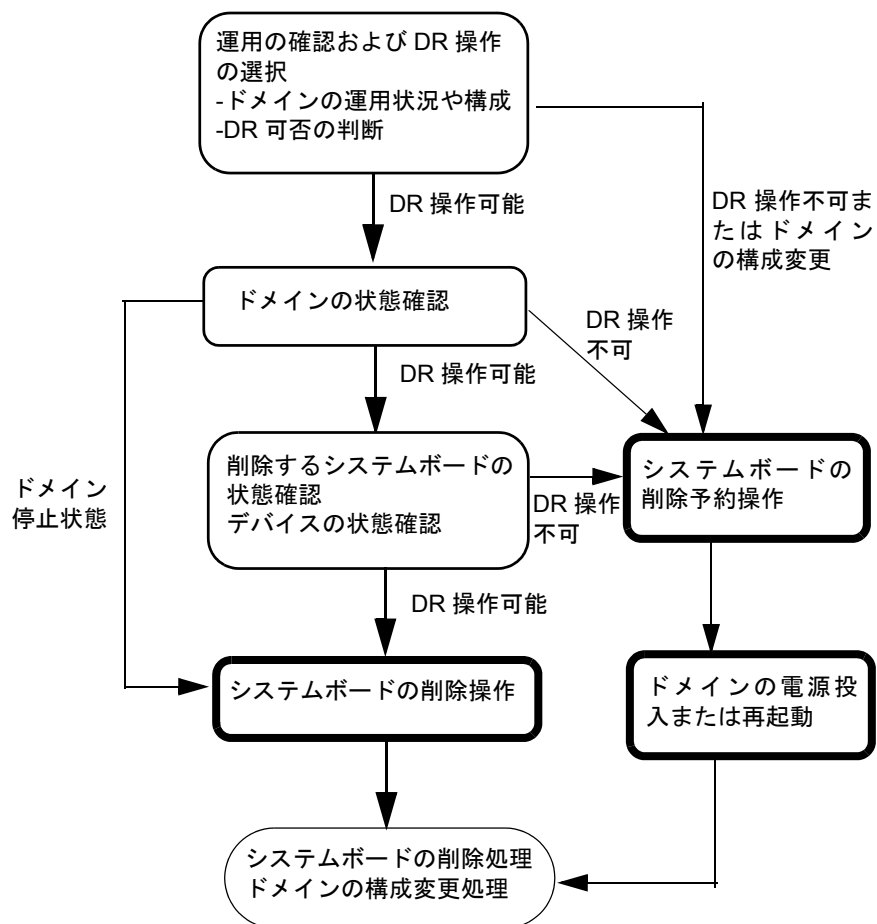 運用の確認および DR 操作
の選択
-ドメインの運用状況や構成
-DR 可否の判断
DR 操作可能
DR 操作不可ま
たはドメイン
の構成変更
ドメインの状態確認
DR 操作
不可
DR 操作可能
ドメイン
停止状態
削除するシステムボードの
状態確認
デバイスの状態確認
DR 操作
不可
システムボードの
削除予約操作
DR 操作可能
システムボードの削除操作
ドメインの電源投
入または再起動
システムボードの削除処理
ドメインの構成変更処理